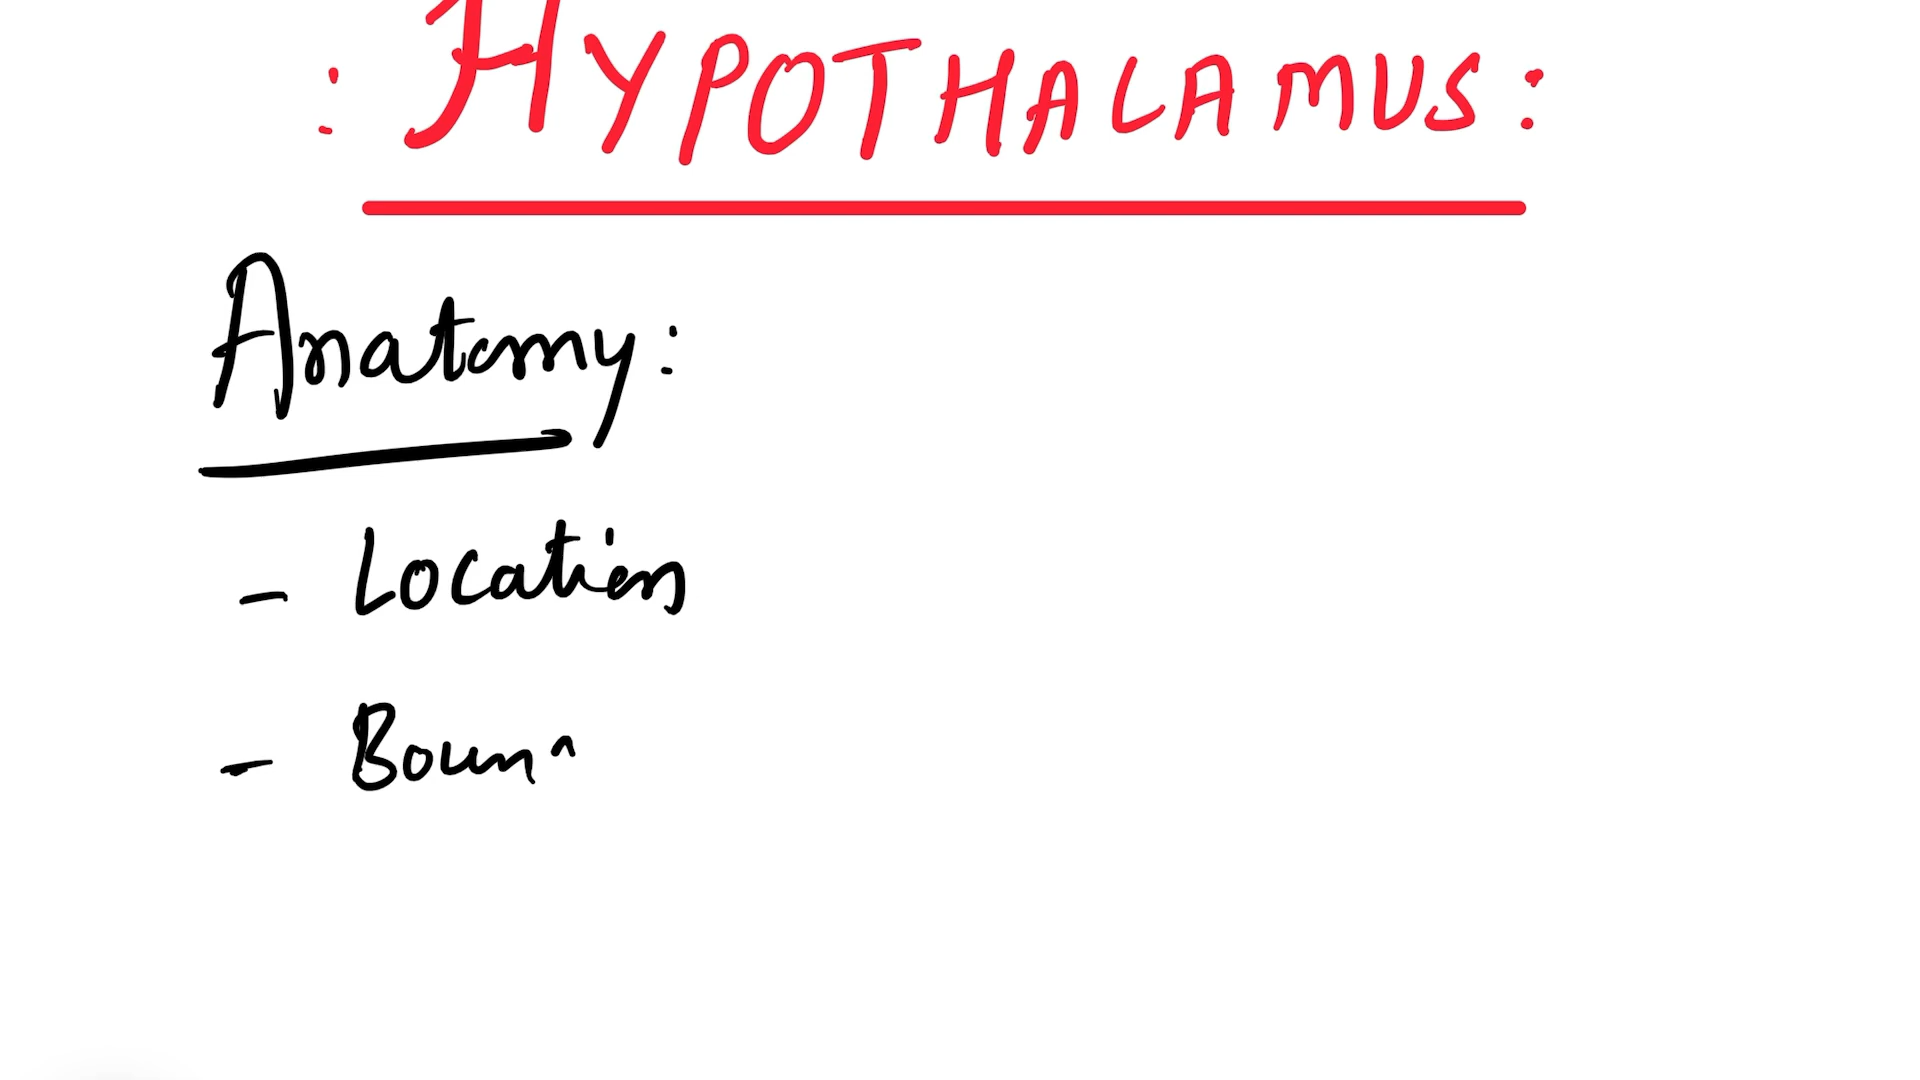 : HYPOTHALAMUS :
Anatomy :
- Location
- Boun